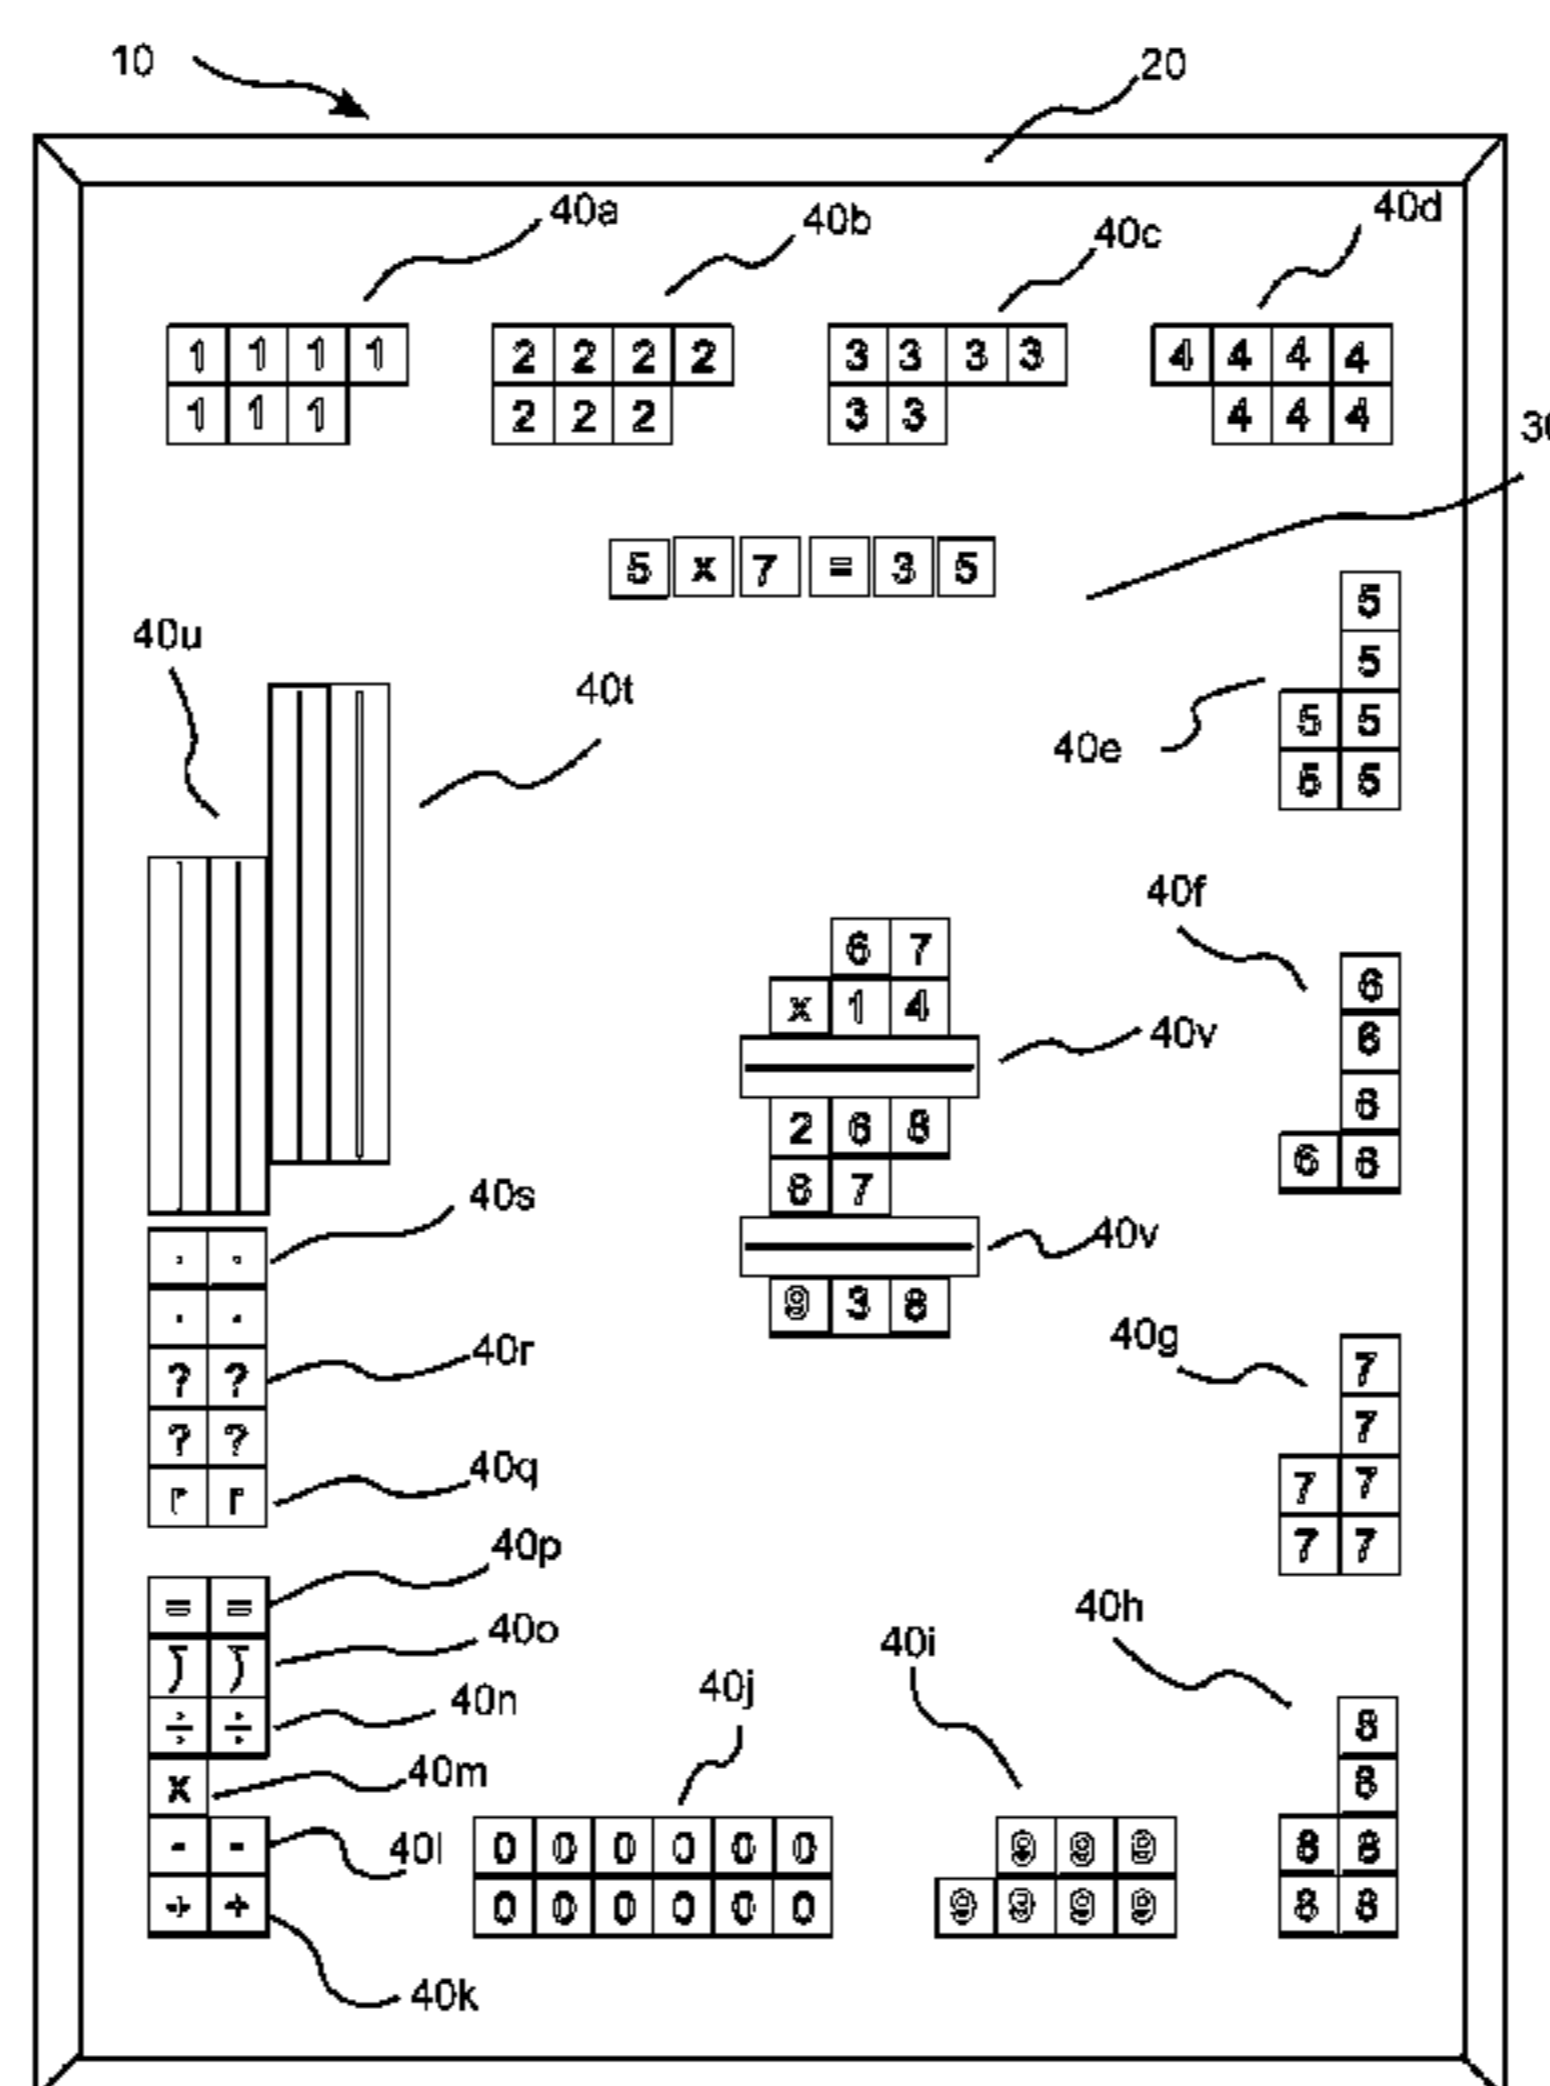 10
20
40a
40b
40c
40d
1 1 1 1
1 1 1
2 2 2 2
2 2 2
3 3 3 3
3 3
4 4 4 4
4 4 4
5 x 7 = 3 5
40u
40t
40e
5
5
5 5
5 5
40f
6
6
6
6 6
6 7
x 1 4
40v
2 6 8
6 7
40v
9 3 8
40s
40r
? ?
? ?
40q
40g
7
7
7 7
7 7
40p
= =
40o
40n
÷ ÷
40m
x
40l
- -
40k
+ +
40j
0 0 0 0 0 0
0 0 0 0 0 0
40i
9 9 9
9 9 9 9
40h
8
8
8 8
8 8